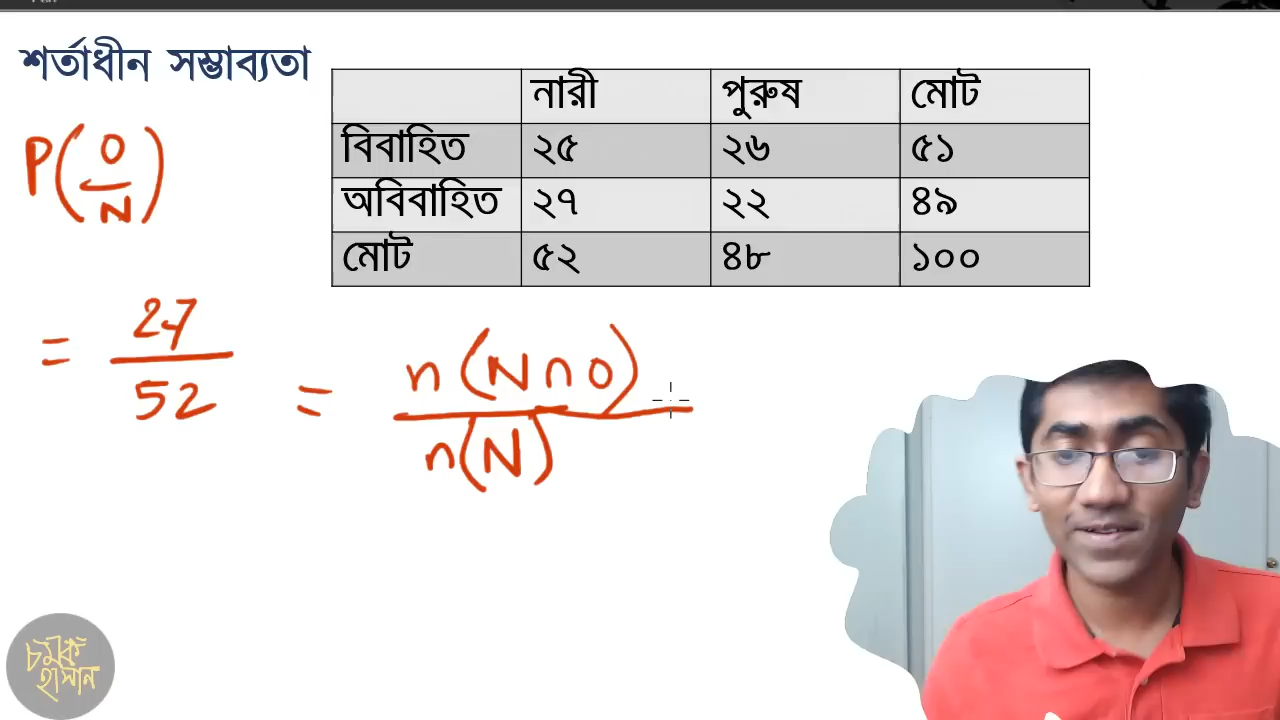 শর্তাধীন সম্ভাব্যতা
নারী পুরুষ মোট
বিবাহিত ২৫ ২৬ ৫১
অবিবাহিত ২৭ ২২ ৪৯
মোট ৫২ ৪৮ ১০০
P(O/N)
= 27/52 = n(N∩O)/n(N)
চমক
হাসান